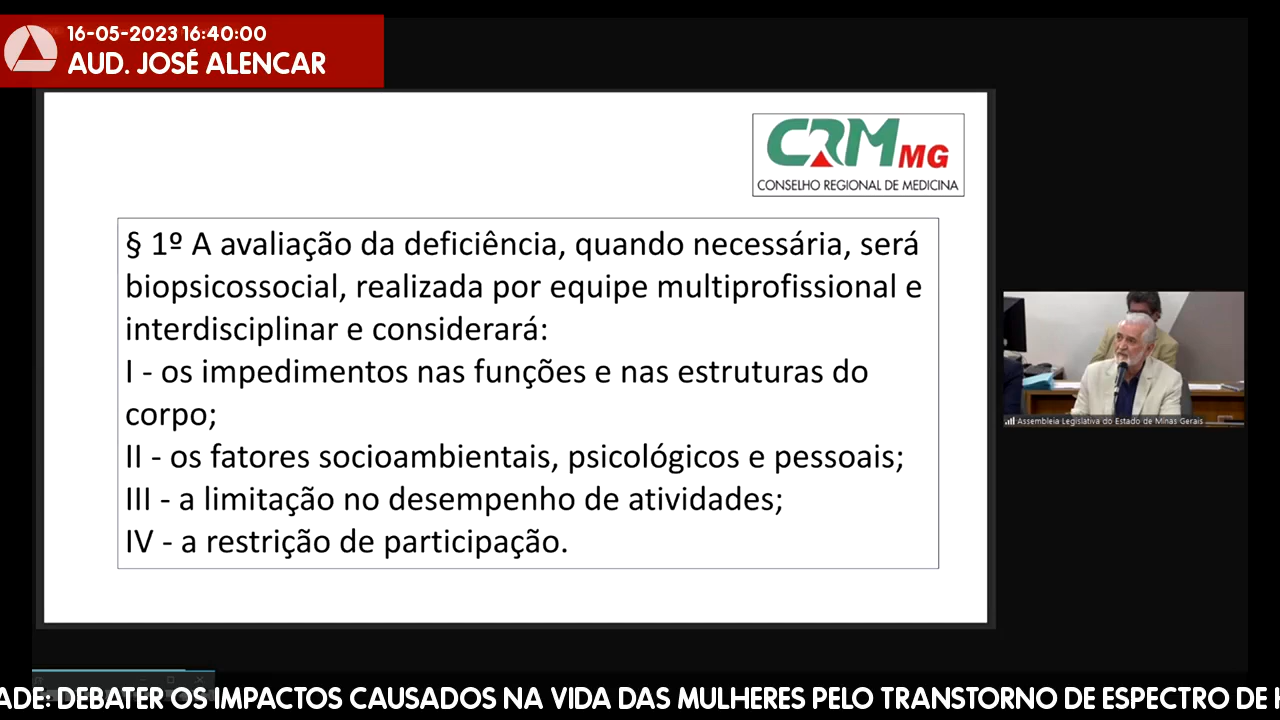 16-05-2023 16:40:00
AUD. JOSÉ ALENCAR
CRM MG
CONSELHO REGIONAL DE MEDICINA
§ 1º A avaliação da deficiência, quando necessária, será
biopsicossocial, realizada por equipe multiprofissional e
interdisciplinar e considerará:
I - os impedimentos nas funções e nas estruturas do
corpo;
II - os fatores socioambientais, psicológicos e pessoais;
III - a limitação no desempenho de atividades;
IV - a restrição de participação.
Assembleia Legislativa do Estado de Minas Gerais
ADE: DEBATER OS IMPACTOS CAUSADOS NA VIDA DAS MULHERES PELO TRANSTORNO DE ESPECTRO DE